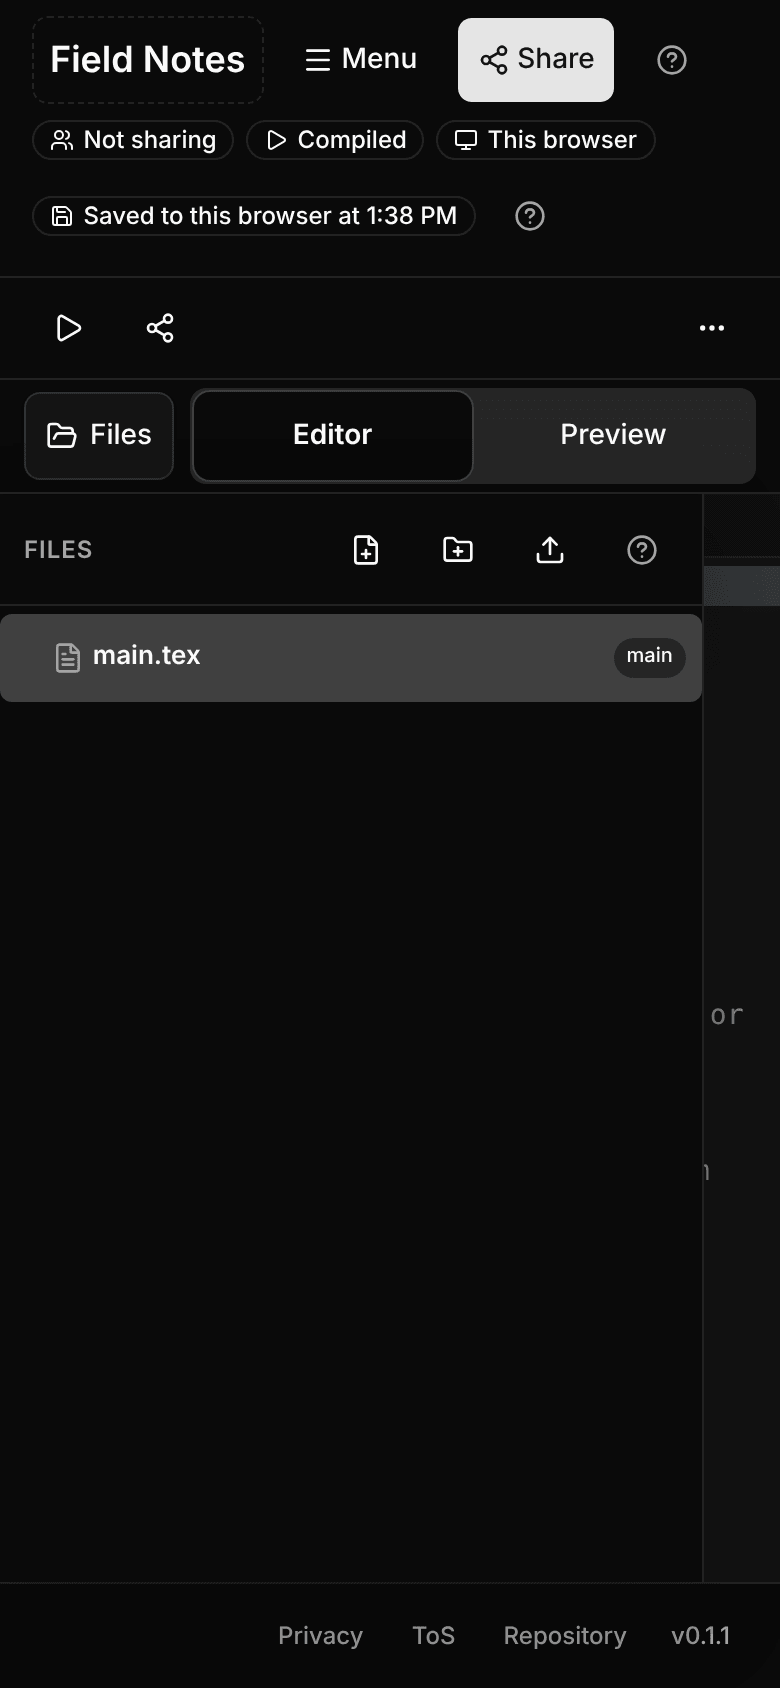 Field Notes
Menu
Share
Not sharing
Compiled
This browser
Saved to this browser at 1:38 PM
Files
Editor
Preview
FILES
main.tex
main
or
Privacy
ToS
Repository
v0.1.1